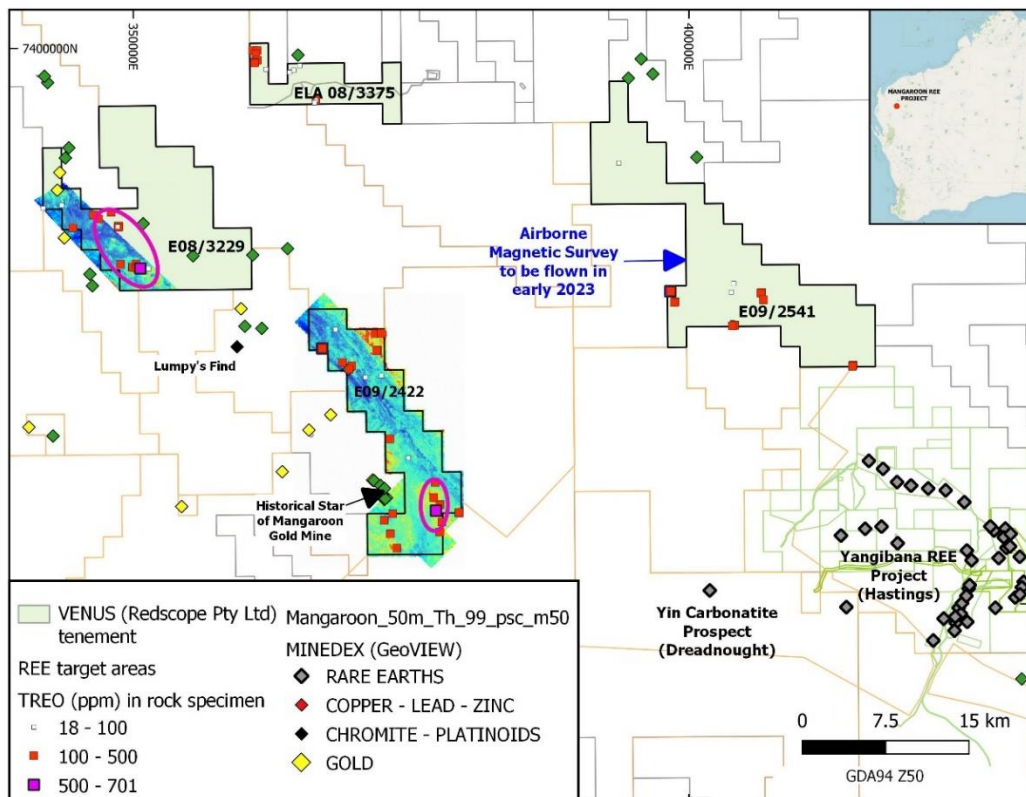 350000E
400000E
7400000N
MANGAROON REE
PROJECT
ELA 08/3375
E08/3229
Airborne
Magnetic Survey
to be flown in
early 2023
E09/2541
Lumpy's Find
E09/2422
Historical Star
of Mangaroon
Gold Mine
Yangibana REE
Project
(Hastings)
Yin Carbonatite
Prospect
(Dreadnought)
VENUS (Redscope Pty Ltd)
tenement
REE target areas
TREO (ppm) in rock specimen
18 - 100
100 - 500
500 - 701
Mangaroon_50m_Th_99_psc_m50
MINEDEX (GeoVIEW)
RARE EARTHS
COPPER - LEAD - ZINC
CHROMITE - PLATINOIDS
GOLD
0 7.5 15 km
GDA94 Z50